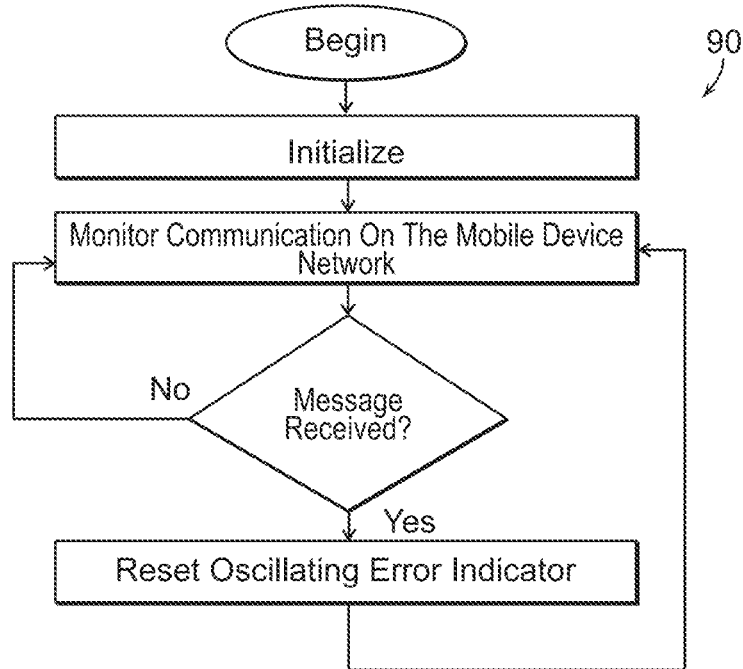 Begin
90
Initialize
Monitor Communication On The Mobile Device
Network
No
Message
Received?
Yes
Reset Oscillating Error Indicator